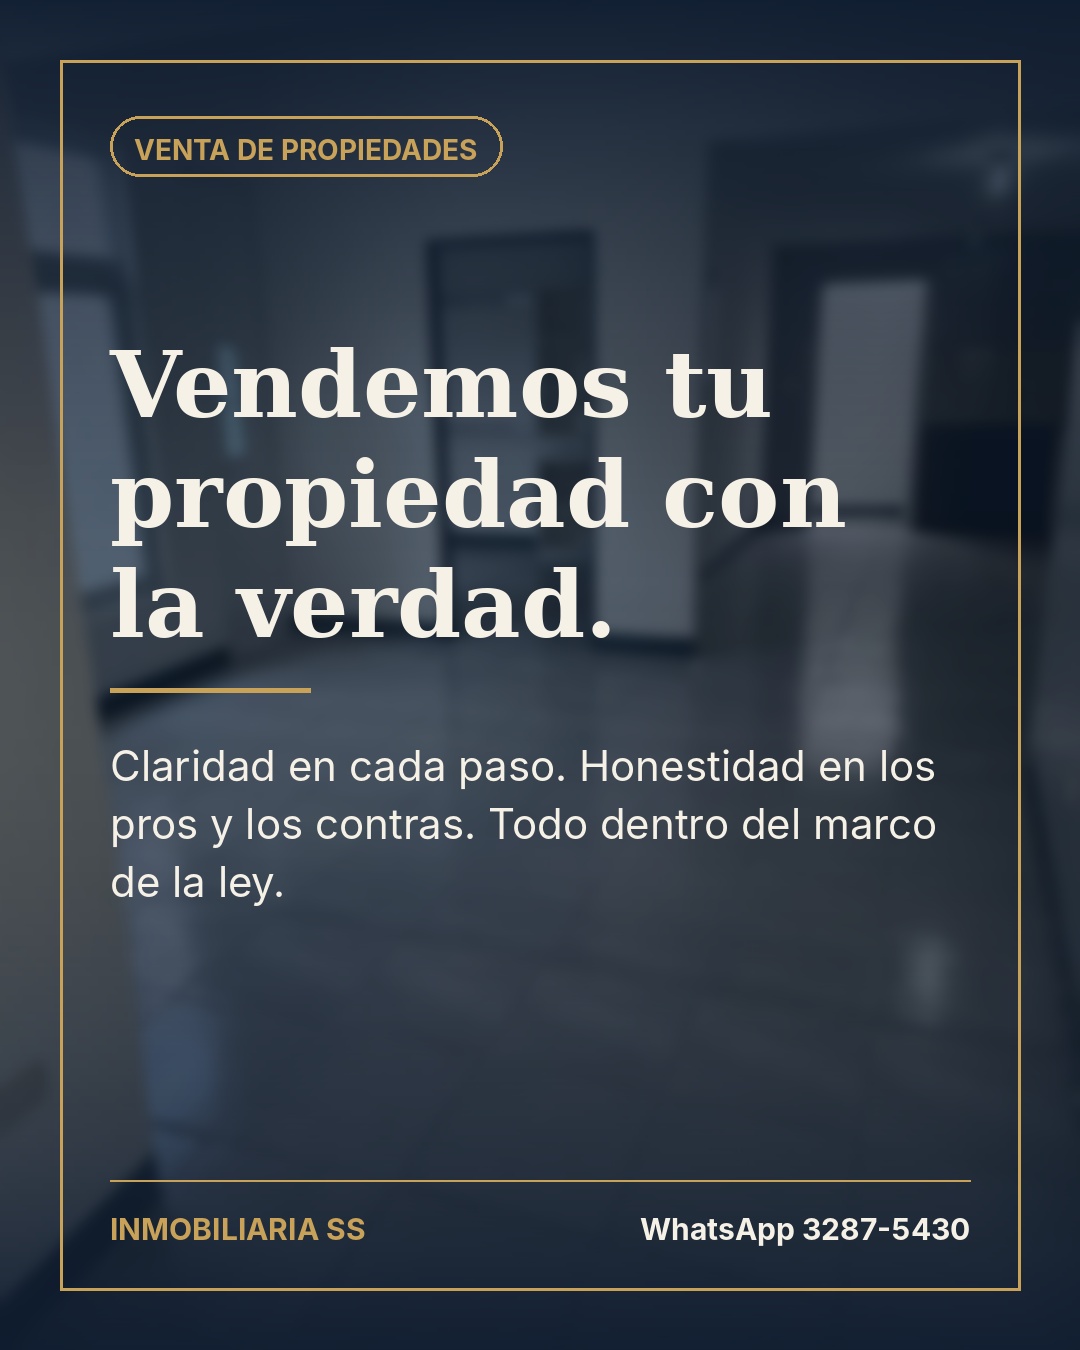 VENTA DE PROPIEDADES
Vendemos tu
propiedad con
la verdad.
Claridad en cada paso. Honestidad en los
pros y los contras. Todo dentro del marco
de la ley.
INMOBILIARIA SS
WhatsApp 3287-5430